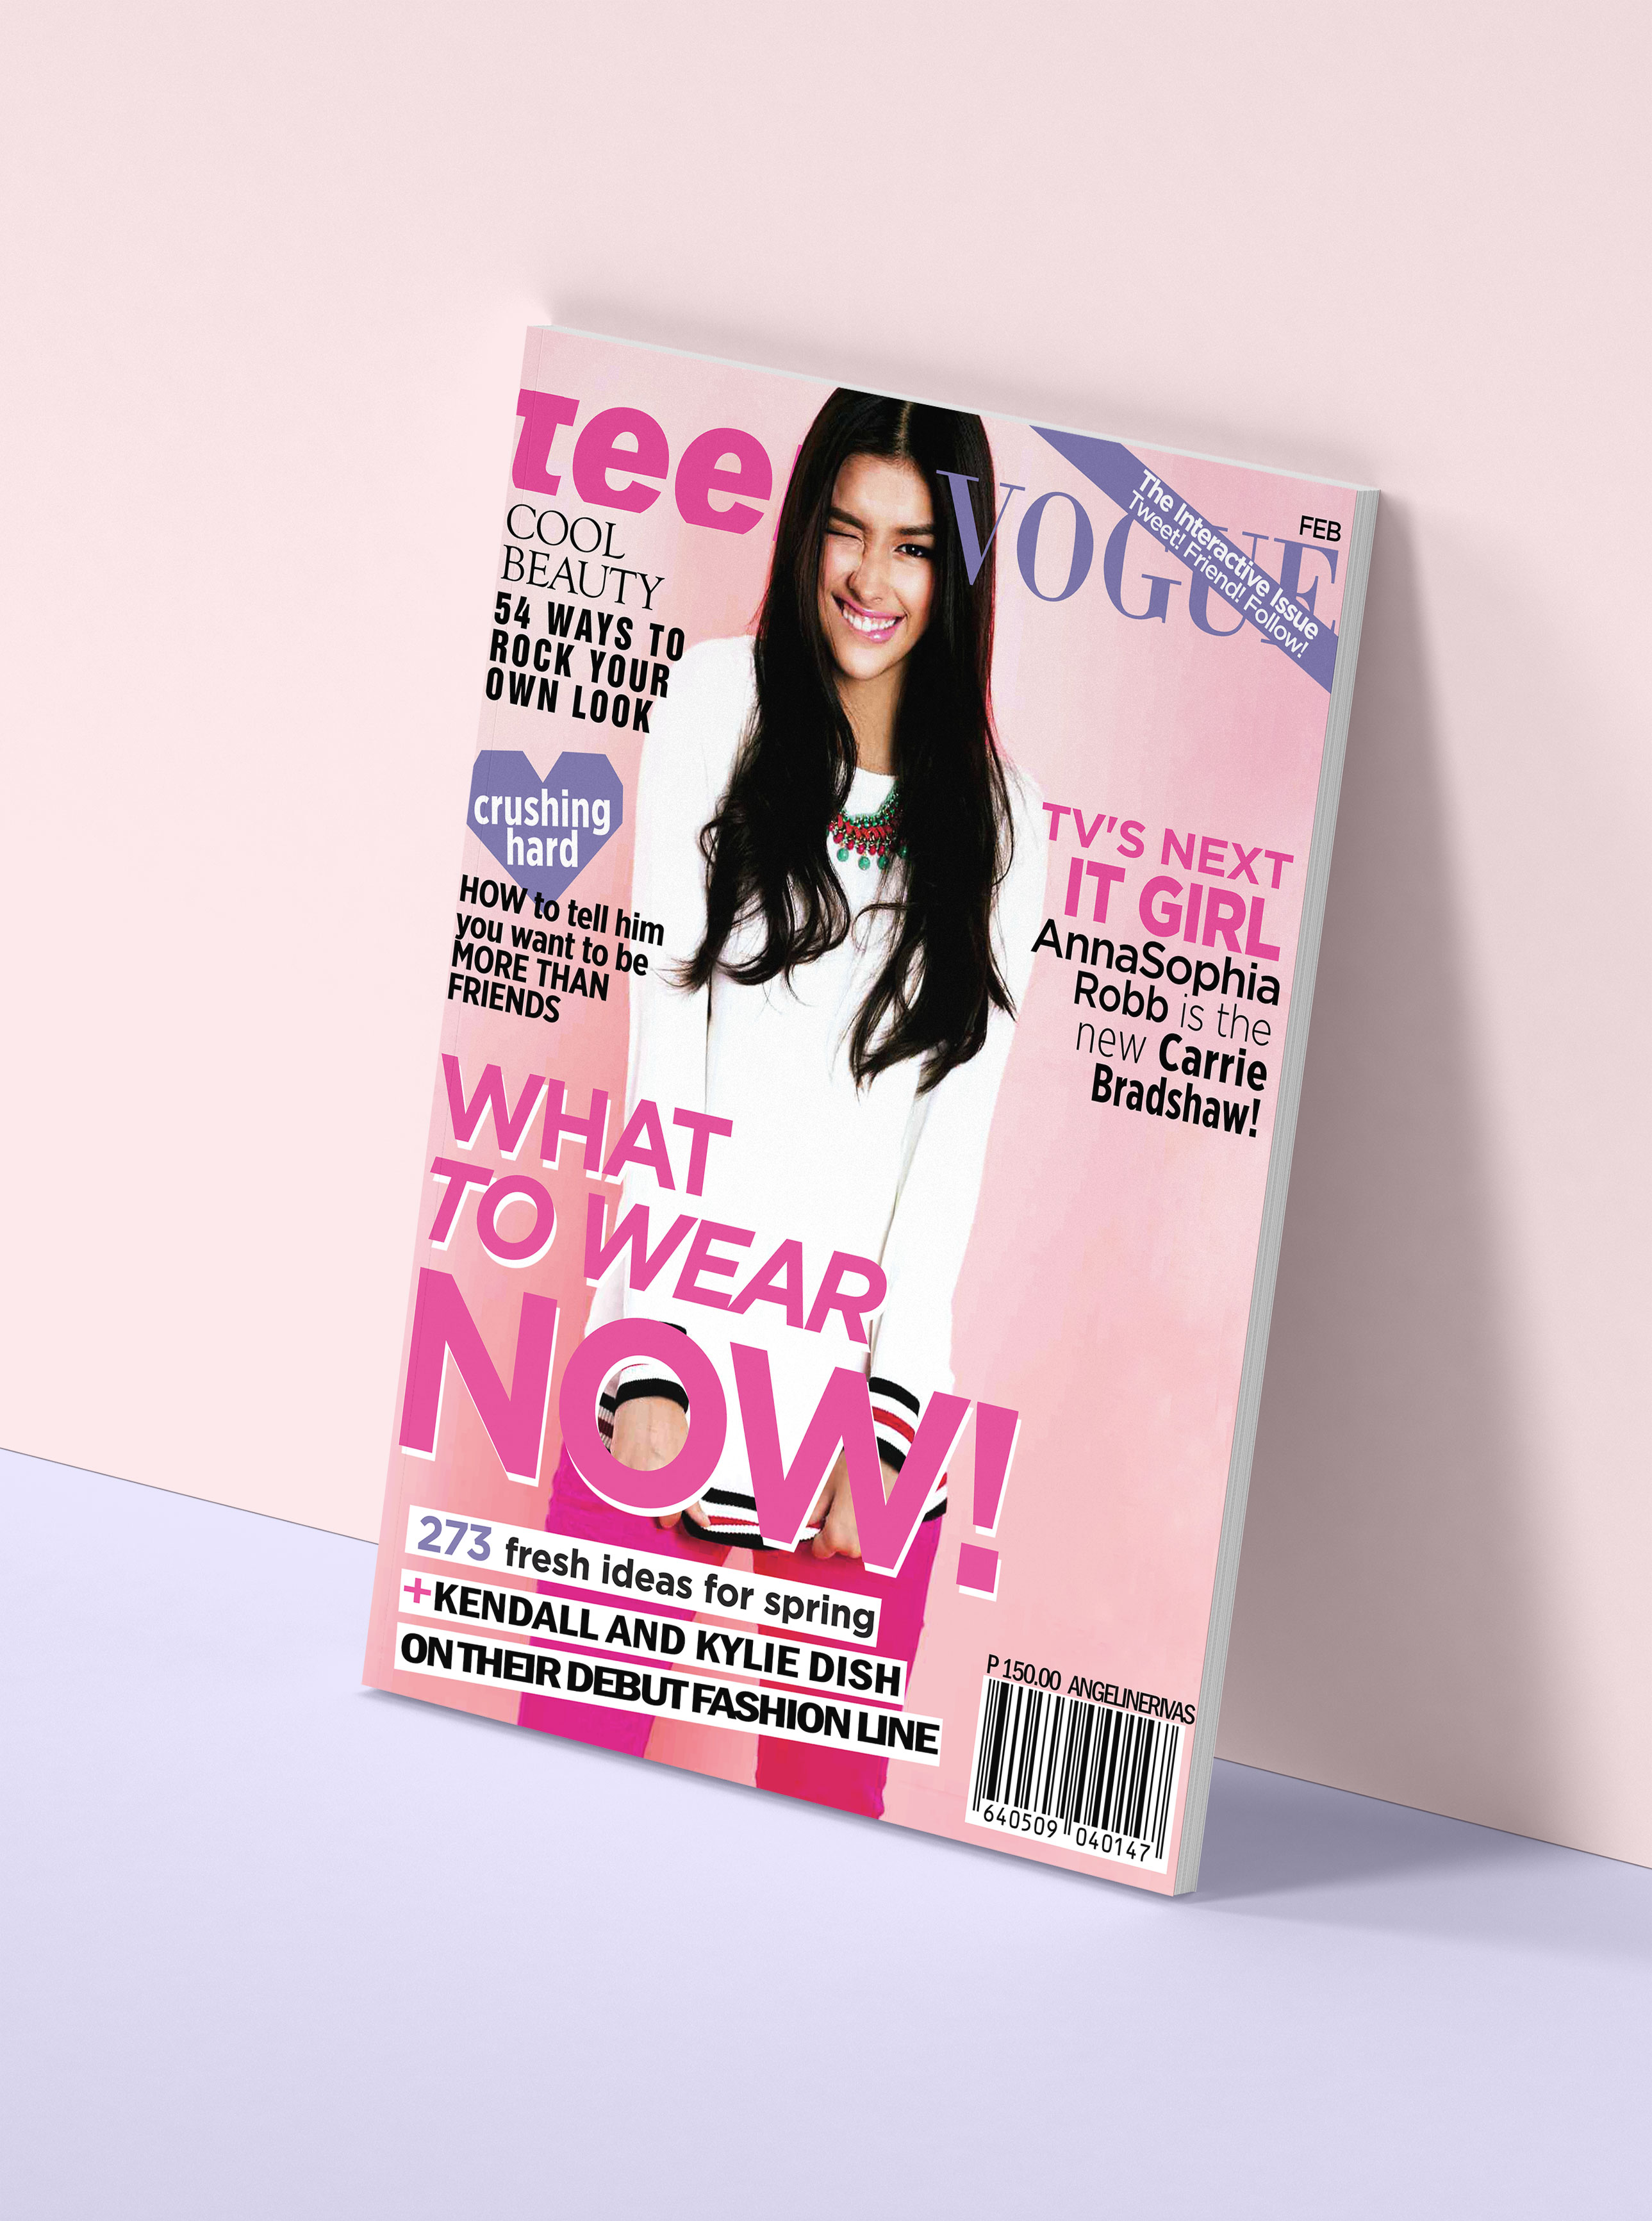 teen VOGUE
FEB
The Interactive Issue
Tweet! Friend! Follow!
COOL
BEAUTY
54 WAYS TO
ROCK YOUR
OWN LOOK
crushing
hard
HOW to tell him
you want to be
MORE THAN
FRIENDS
TV'S NEXT
IT GIRL
AnnaSophia
Robb is the
new Carrie
Bradshaw!
WHAT
TO WEAR
NOW!
273 fresh ideas for spring
+KENDALL AND KYLIE DISH
ON THEIR DEBUT FASHION LINE
P 150.00 ANGELINERIVAS
640509 040147